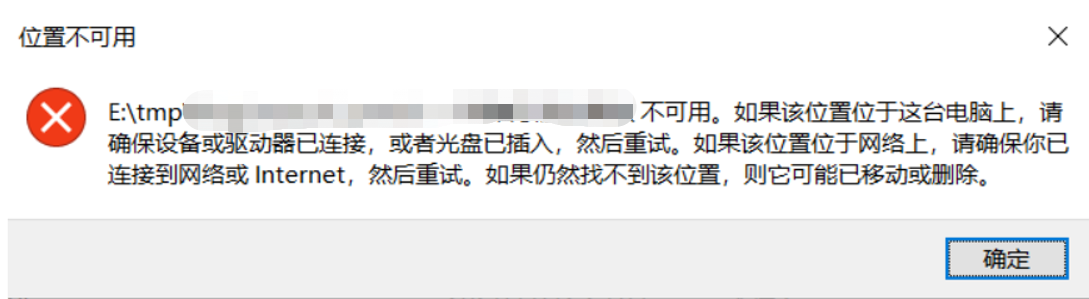 位置不可用
E:\tmp\ 不可用。如果该位置位于这台电脑上，请
确保设备或驱动器已连接，或者光盘已插入，然后重试。如果该位置位于网络上，请确保你已
连接到网络或 Internet，然后重试。如果仍然找不到该位置，则它可能已移动或删除。
确定